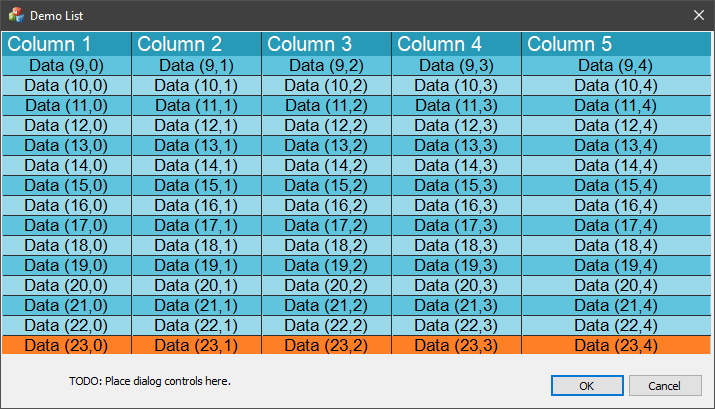 Demo List
Column 1 Column 2 Column 3 Column 4 Column 5
Data (9,0) Data (9,1) Data (9,2) Data (9,3) Data (9,4)
Data (10,0) Data (10,1) Data (10,2) Data (10,3) Data (10,4)
Data (11,0) Data (11,1) Data (11,2) Data (11,3) Data (11,4)
Data (12,0) Data (12,1) Data (12,2) Data (12,3) Data (12,4)
Data (13,0) Data (13,1) Data (13,2) Data (13,3) Data (13,4)
Data (14,0) Data (14,1) Data (14,2) Data (14,3) Data (14,4)
Data (15,0) Data (15,1) Data (15,2) Data (15,3) Data (15,4)
Data (16,0) Data (16,1) Data (16,2) Data (16,3) Data (16,4)
Data (17,0) Data (17,1) Data (17,2) Data (17,3) Data (17,4)
Data (18,0) Data (18,1) Data (18,2) Data (18,3) Data (18,4)
Data (19,0) Data (19,1) Data (19,2) Data (19,3) Data (19,4)
Data (20,0) Data (20,1) Data (20,2) Data (20,3) Data (20,4)
Data (21,0) Data (21,1) Data (21,2) Data (21,3) Data (21,4)
Data (22,0) Data (22,1) Data (22,2) Data (22,3) Data (22,4)
Data (23,0) Data (23,1) Data (23,2) Data (23,3) Data (23,4)
TODO: Place dialog controls here.
OK Cancel